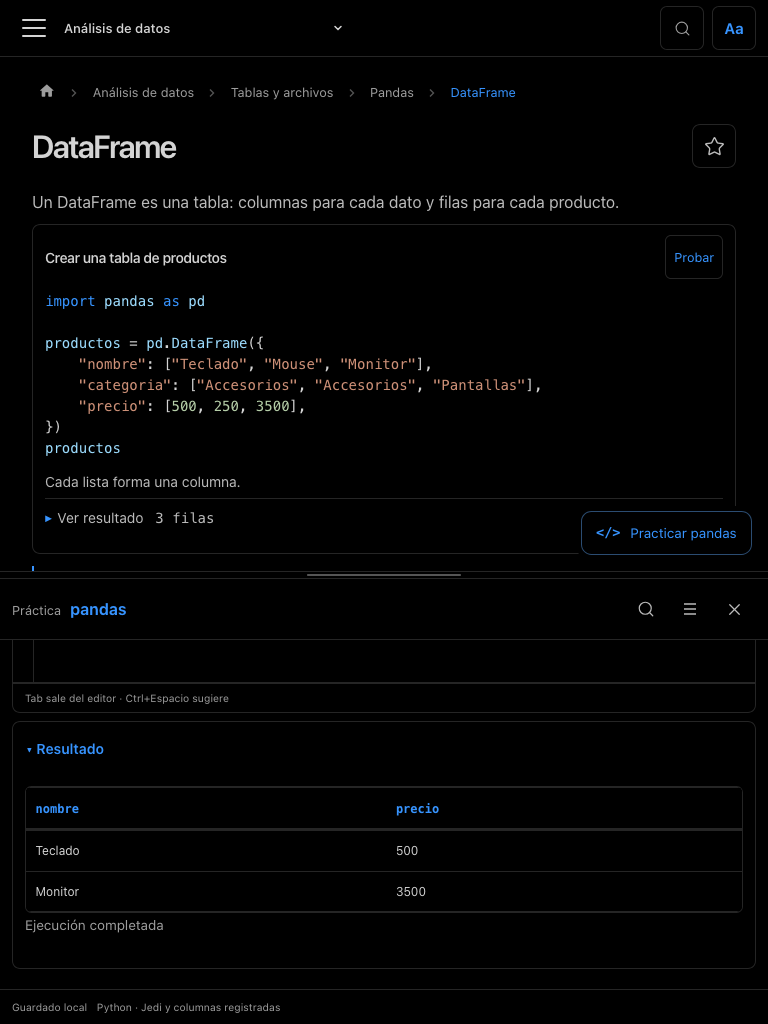 Análisis de datos
Aa
Análisis de datos > Tablas y archivos > Pandas > DataFrame
DataFrame
Un DataFrame es una tabla: columnas para cada dato y filas para cada producto.
Crear una tabla de productos
Probar
import pandas as pd
productos = pd.DataFrame({
    "nombre": ["Teclado", "Mouse", "Monitor"],
    "categoria": ["Accesorios", "Accesorios", "Pantallas"],
    "precio": [500, 250, 3500],
})
productos
Cada lista forma una columna.
Ver resultado 3 filas
</> Practicar pandas
Práctica pandas
Tab sale del editor · Ctrl+Espacio sugiere
Resultado
nombre precio
Teclado 500
Monitor 3500
Ejecución completada
Guardado local Python · Jedi y columnas registradas